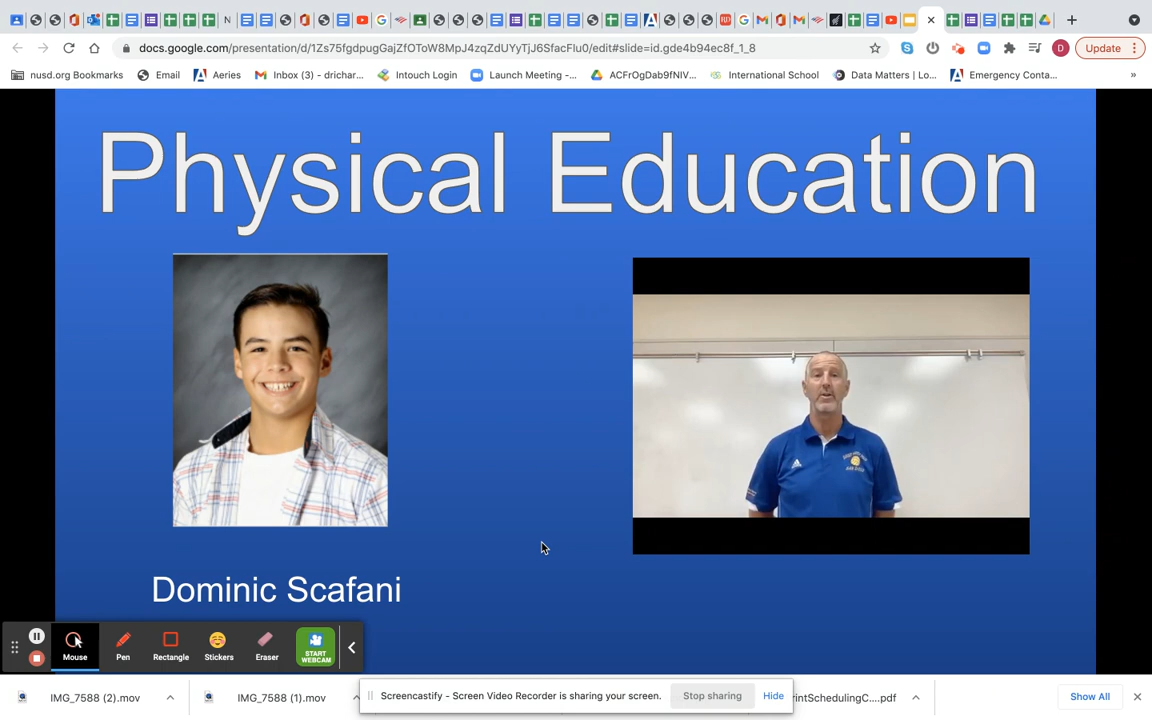 docs.google.com/presentation/d/1Zs75fgdpugGajZfOToW8MpJ4zqZdUYyTjJ6SfacFlu0/edit#slide=id.gde4b94ec8f_1_8
D
Update
nusd.org Bookmarks
Email
Aeries
Inbox (3) - drichar...
Intouch Login
Launch Meeting -...
ACFrOgDab9fNIV...
International School
Data Matters | Lo...
Emergency Conta...
»
Physical Education
Dominic Scafani
Mouse
Pen
Rectangle
Stickers
Eraser
START
WEBCAM
IMG_7588 (2).mov
IMG_7588 (1).mov
Screencastify - Screen Video Recorder is sharing your screen.
Stop sharing
Hide
rintSchedulingC....pdf
Show All